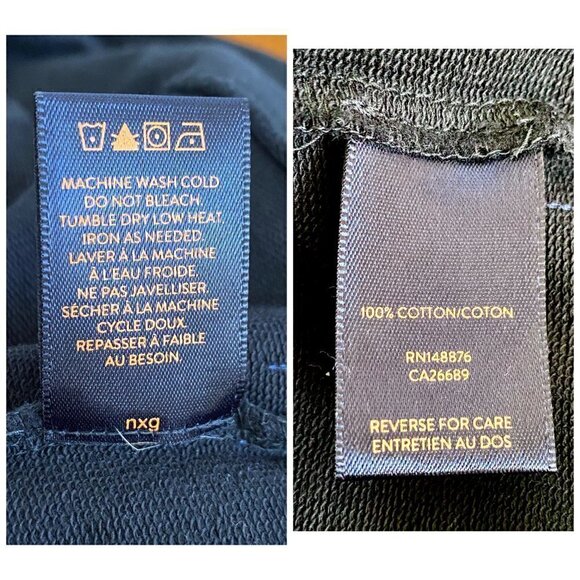 MACHINE WASH COLD
DO NOT BLEACH.
TUMBLE DRY LOW HEAT.
IRON AS NEEDED.
LAVER À LA MACHINE
À L'EAU FROIDE.
NE PAS JAVELLISER.
SÉCHER À LA MACHINE
CYCLE DOUX.
REPASSER À FAIBLE
AU BESOIN.
nxg
100% COTTON/COTON
RN148876
CA26689
REVERSE FOR CARE
ENTRETIEN AU DOS